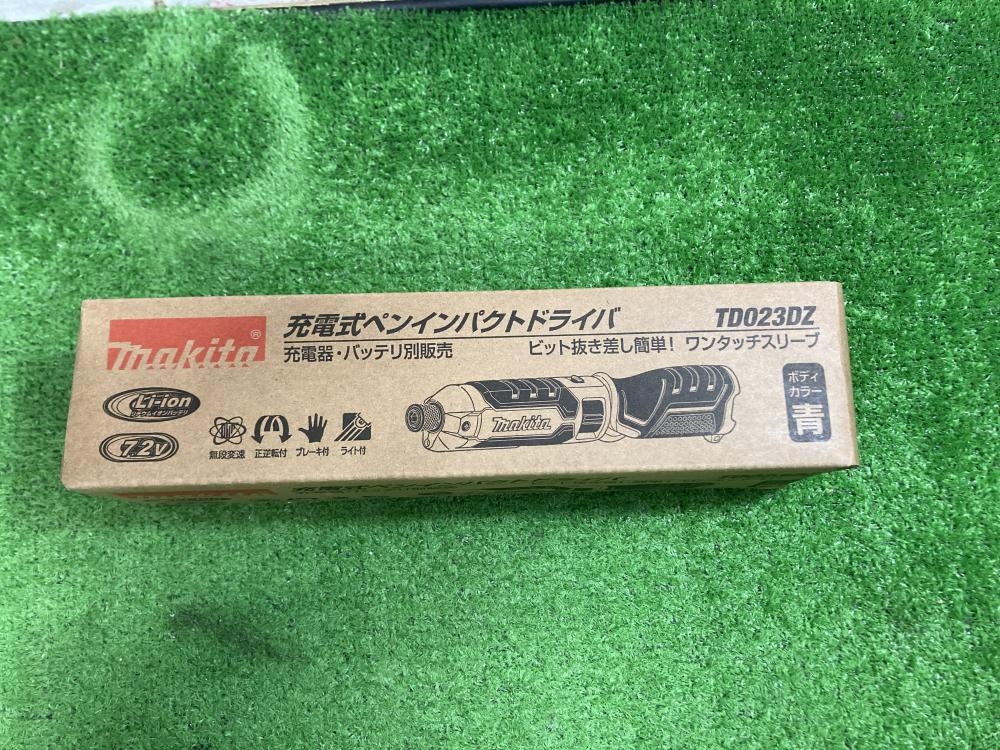 makita®
充電式ペンインパクトドライバ
TD023DZ
充電器・バッテリ別販売
ビット抜き差し簡単! ワンタッチスリーブ
Li-ion
リチウムイオンバッテリ
7.2V
無段変速
正逆転付
ブレーキ付
ライト付
makita
ボディ
カラー
青